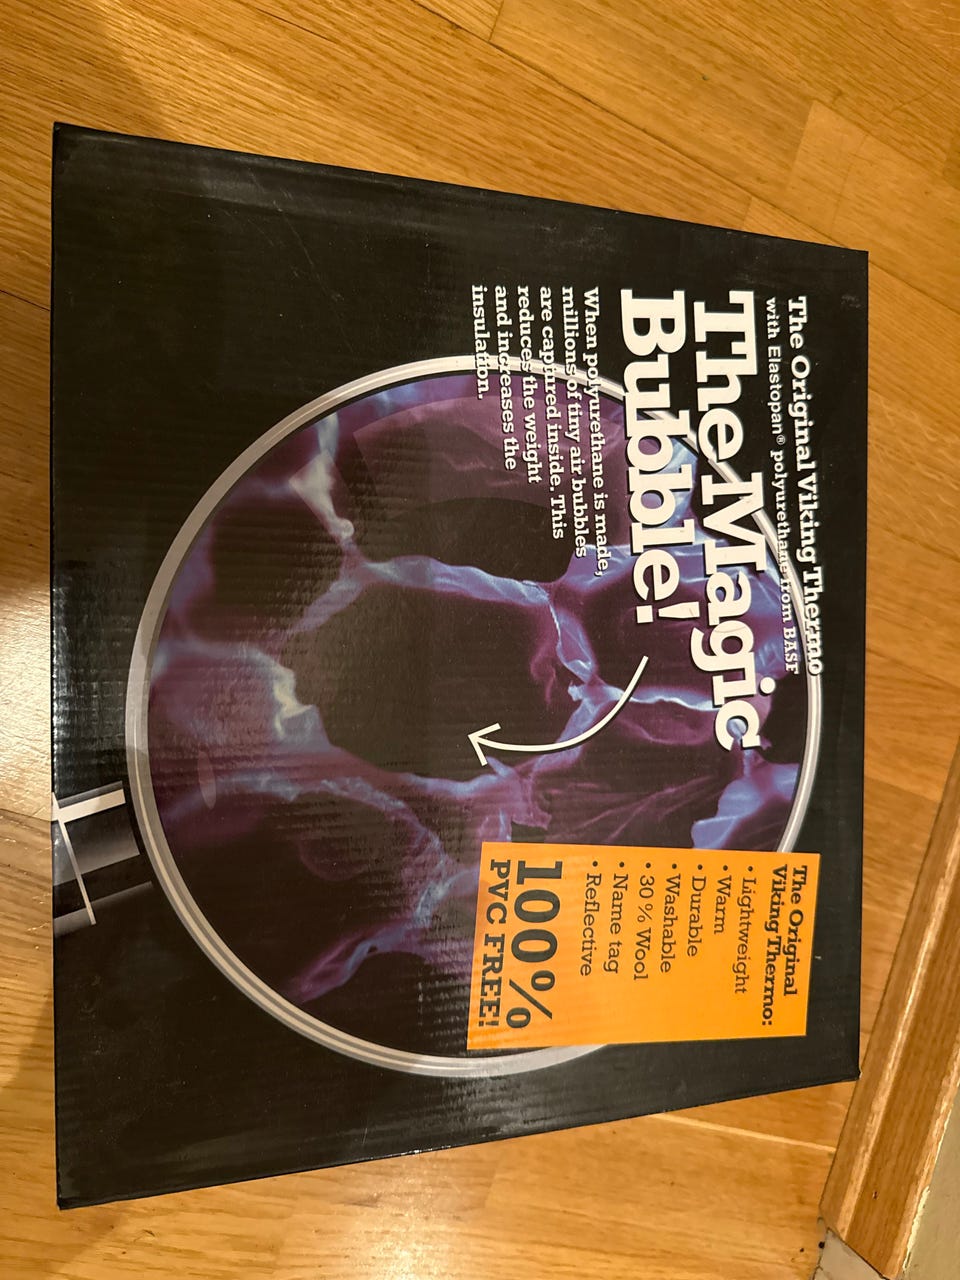 The Original Viking Thermo
with Elastopan® polyurethane from BASF
The Magic
Bubble!
When polyurethane is made,
millions of tiny air bubbles
are captured inside. This
reduces the weight
and increases the
insulation.
The Original
Viking Thermo:
• Lightweight
• Warm
• Durable
• Washable
• 30 % Wool
• Name tag
• Reflective
100%
PVC FREE!